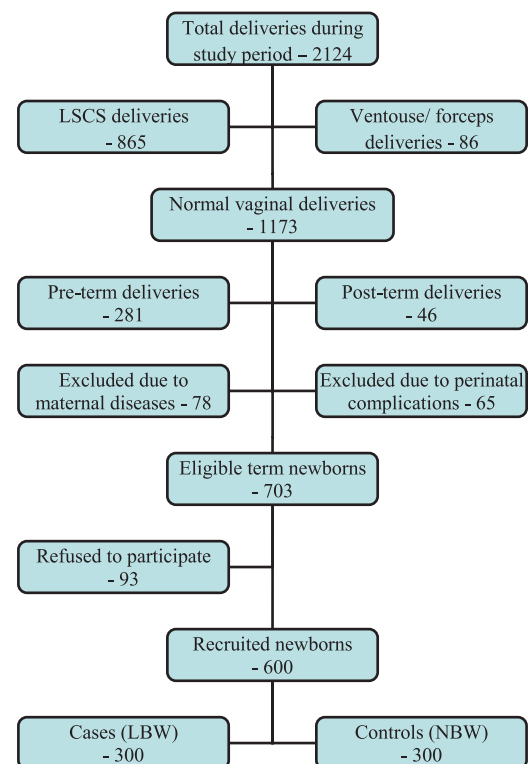 Total deliveries during
study period – 2124
LSCS deliveries
- 865
Ventouse/ forceps
deliveries - 86
Normal vaginal deliveries
- 1173
Pre-term deliveries
- 281
Post-term deliveries
- 46
Excluded due to
maternal diseases - 78
Excluded due to perinatal
complications - 65
Eligible term newborns
- 703
Refused to participate
- 93
Recruited newborns
- 600
Cases (LBW)
- 300
Controls (NBW)
- 300